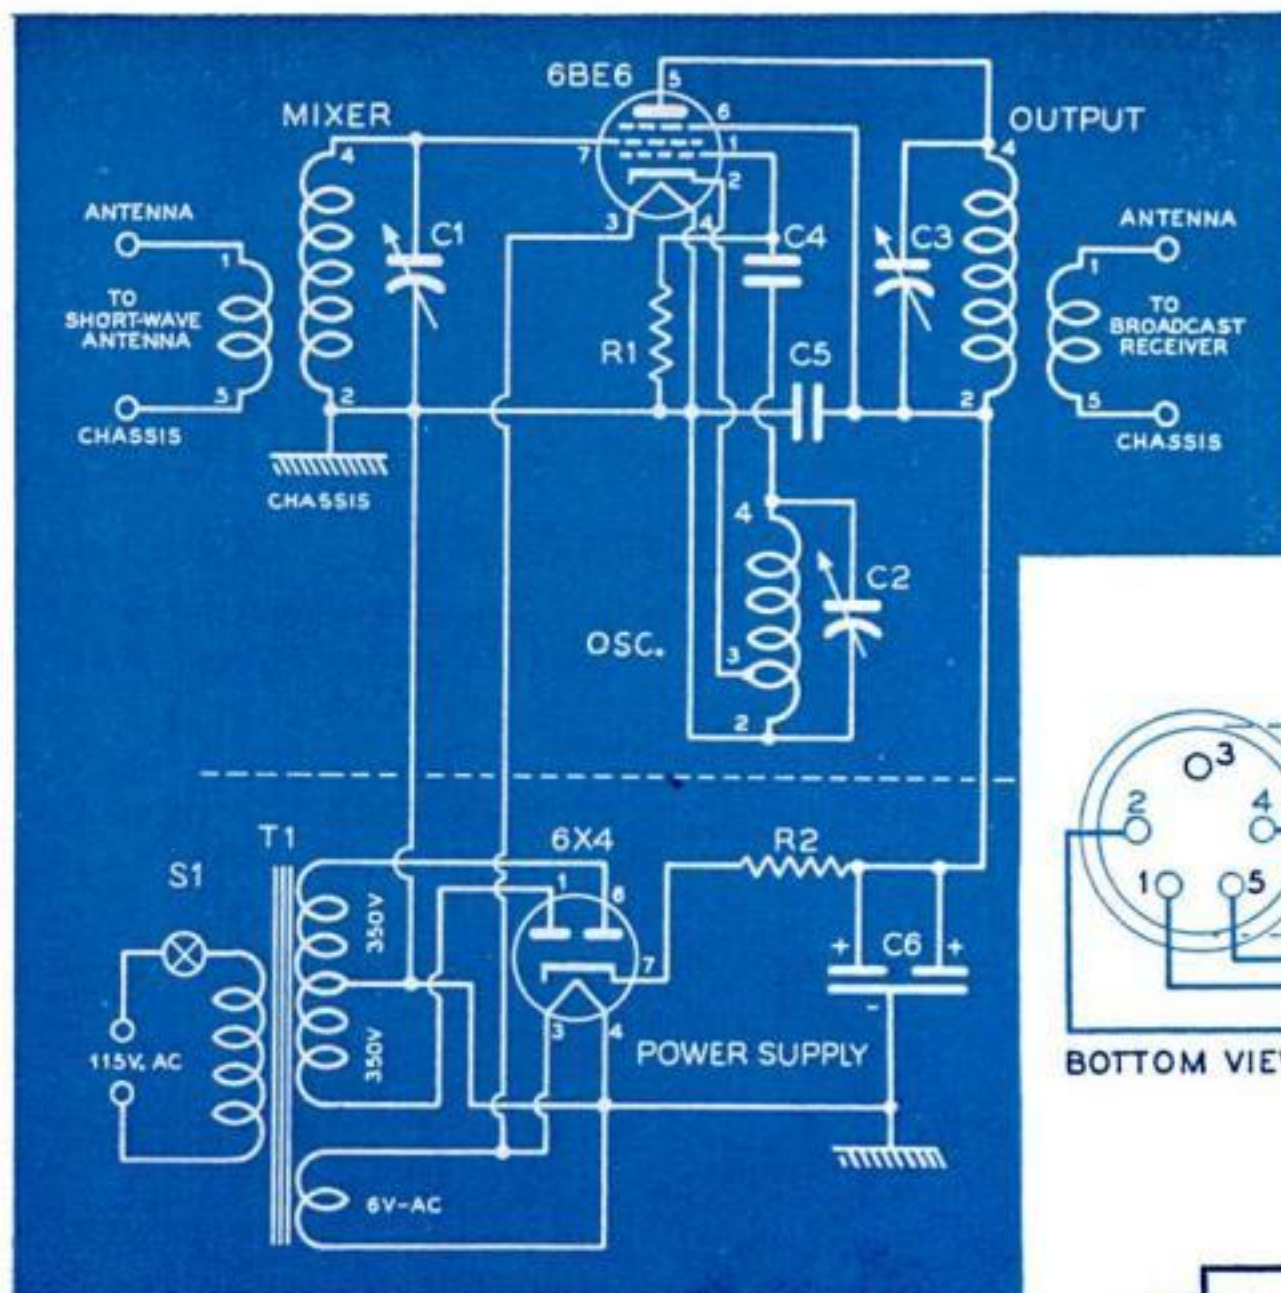 6BE6
5
MIXER
6
OUTPUT
4
7
1
4
2
ANTENNA
3
4
C1
C4
C3
ANTENNA
1
1
TO
SHORT-WAVE
ANTENNA
TO
BROADCAST
RECEIVER
R1
C5
5
2
2
5
CHASSIS
CHASSIS
CHASSIS
4
C2
OSC.
3
2
3
2
4
1
5
T1
6X4
R2
S1
1
6
350V
+
C6
+
7
-
115V. AC
350V
3
4
POWER SUPPLY
BOTTOM VIE
6V-AC